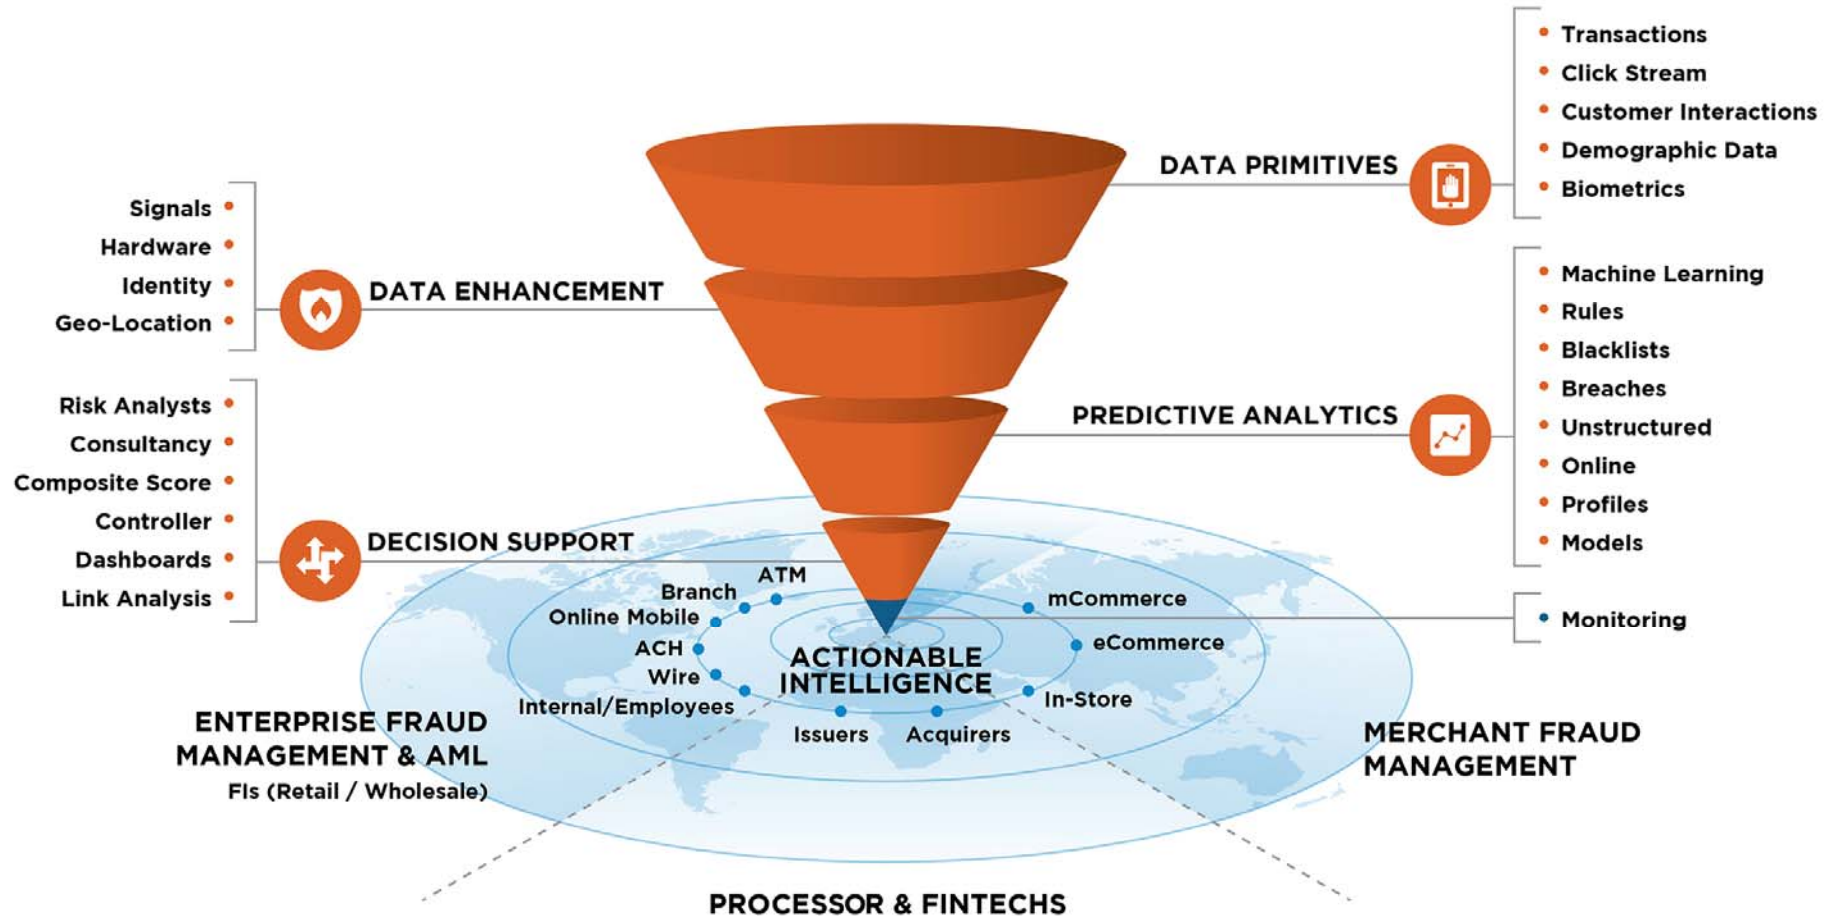 DATA PRIMITIVES
Transactions
Click Stream
Customer Interactions
Demographic Data
Biometrics
Signals
Hardware
Identity
Geo-Location
DATA ENHANCEMENT
PREDICTIVE ANALYTICS
Machine Learning
Rules
Blacklists
Breaches
Unstructured
Online
Profiles
Models
Risk Analysts
Consultancy
Composite Score
Controller
Dashboards
Link Analysis
DECISION SUPPORT
Monitoring
ATM
Branch
Online Mobile
ACH
Wire
Internal/Employees
Issuers
Acquirers
In-Store
eCommerce
mCommerce
ACTIONABLE
INTELLIGENCE
ENTERPRISE FRAUD
MANAGEMENT & AML
FIs (Retail / Wholesale)
MERCHANT FRAUD
MANAGEMENT
PROCESSOR & FINTECHS